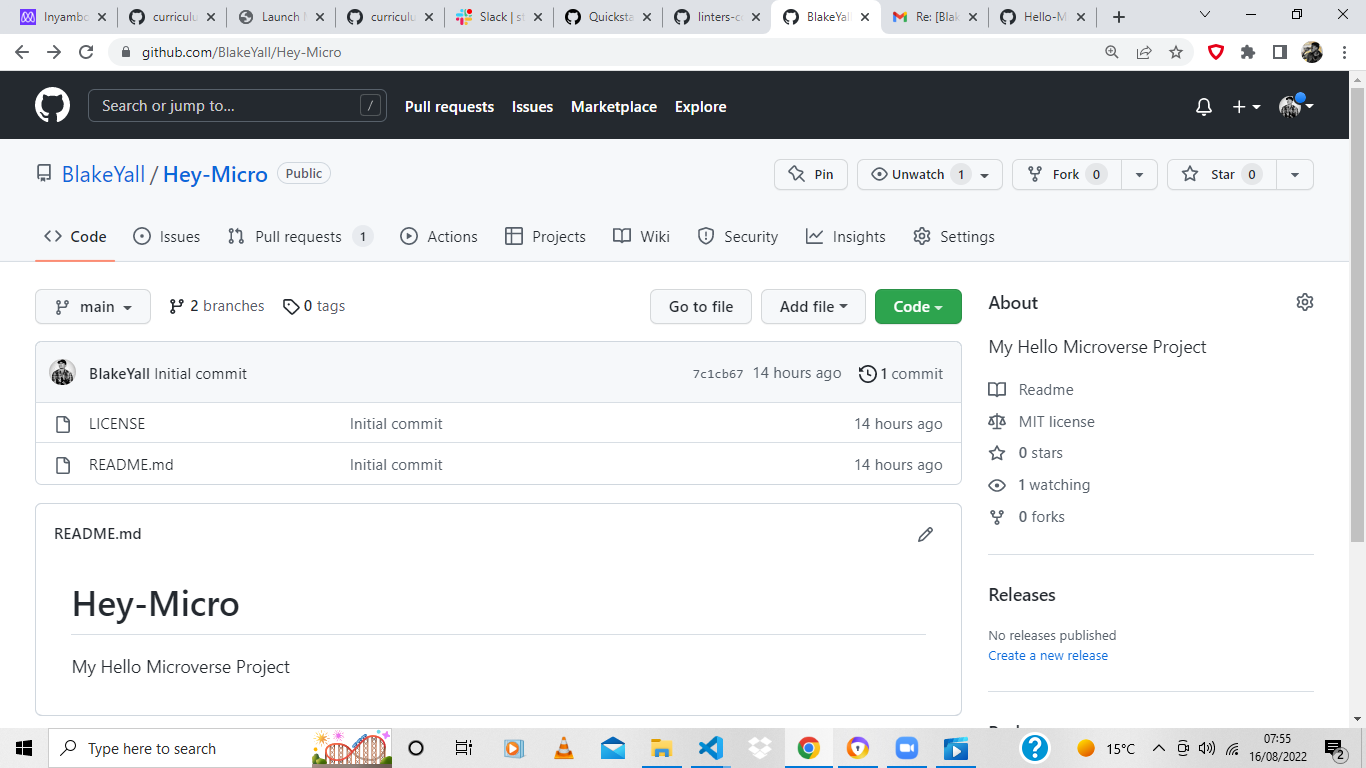 Inyambo
curriculu
Launch M
curriculu
Slack | st
Quicksta
linters-co
BlakeYall
Re: [Blak
Hello-M
github.com/BlakeYall/Hey-Micro
Search or jump to... /
Pull requests Issues Marketplace Explore
BlakeYall / Hey-Micro Public
Pin
Unwatch 1
Fork 0
Star 0
Code Issues Pull requests 1 Actions Projects Wiki Security Insights Settings
main 2 branches 0 tags
Go to file Add file Code
BlakeYall Initial commit 7c1cb67 14 hours ago 1 commit
LICENSE Initial commit 14 hours ago
README.md Initial commit 14 hours ago
README.md
Hey-Micro
My Hello Microverse Project
About
My Hello Microverse Project
Readme
MIT license
0 stars
1 watching
0 forks
Releases
No releases published
Create a new release
Type here to search
15°C
07:55
16/08/2022
2